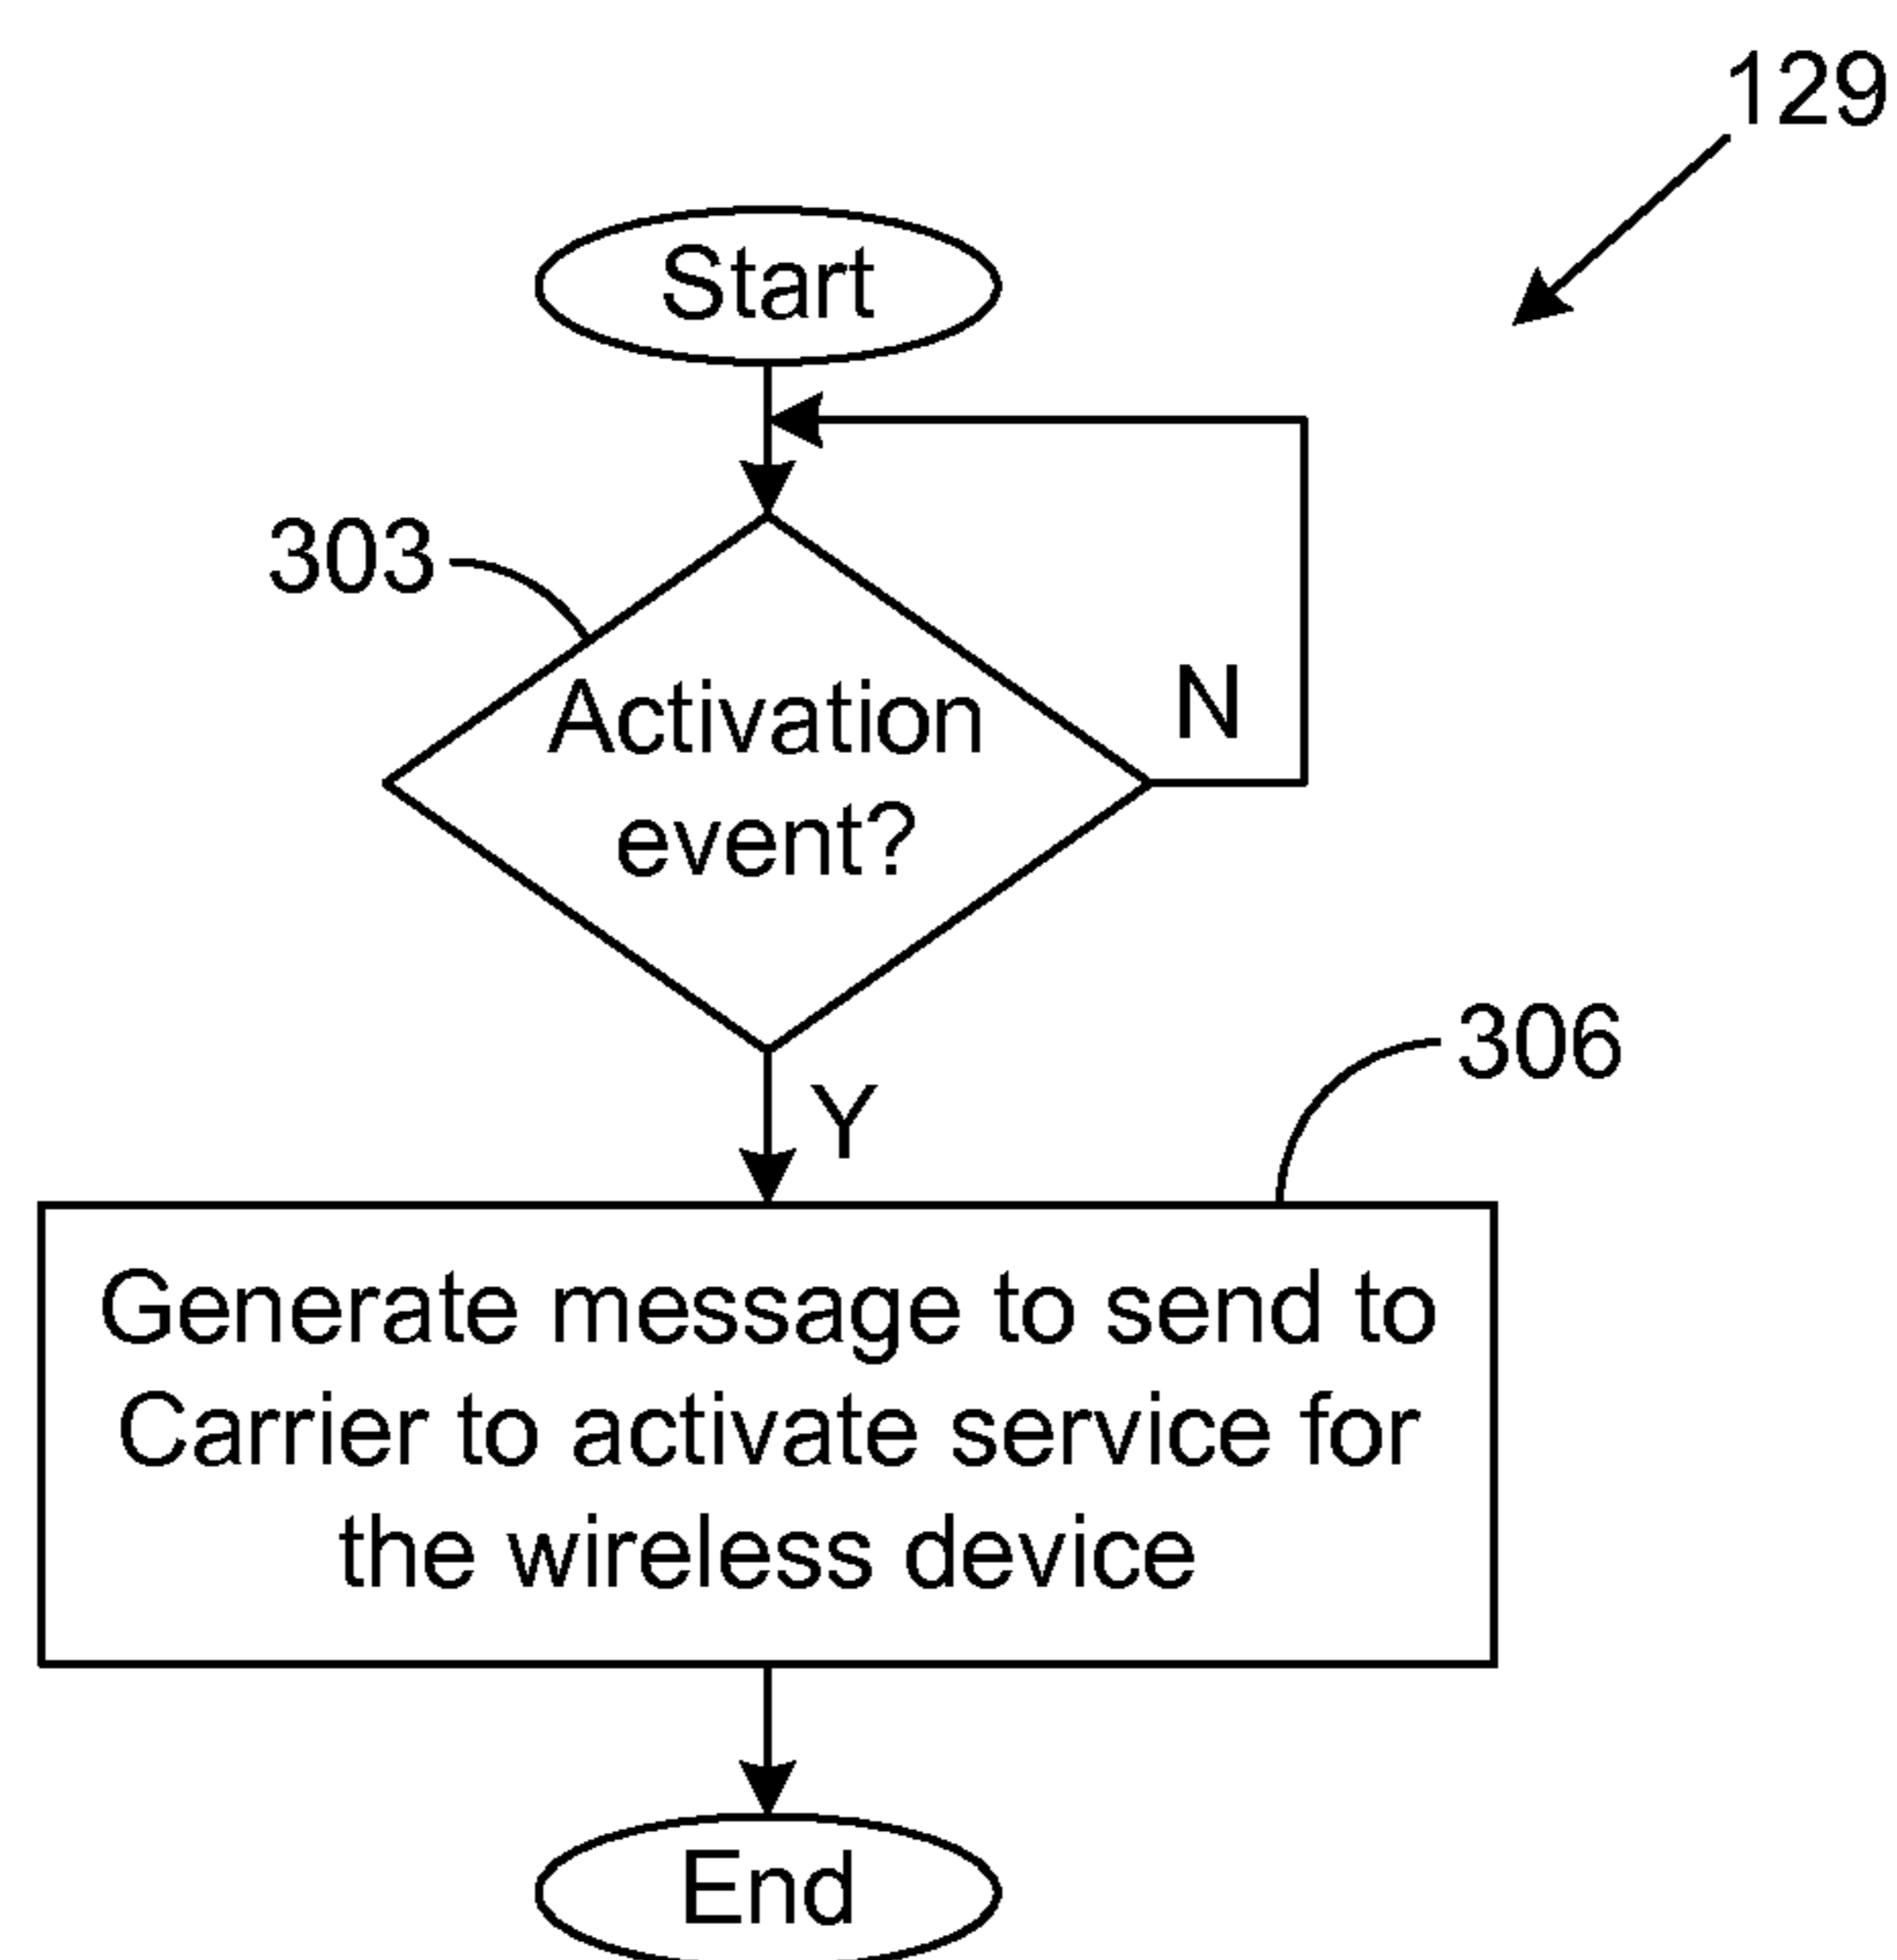 129
Start
303
Activation
event?
N
306
Y
Generate message to send to
Carrier to activate service for
the wireless device
End